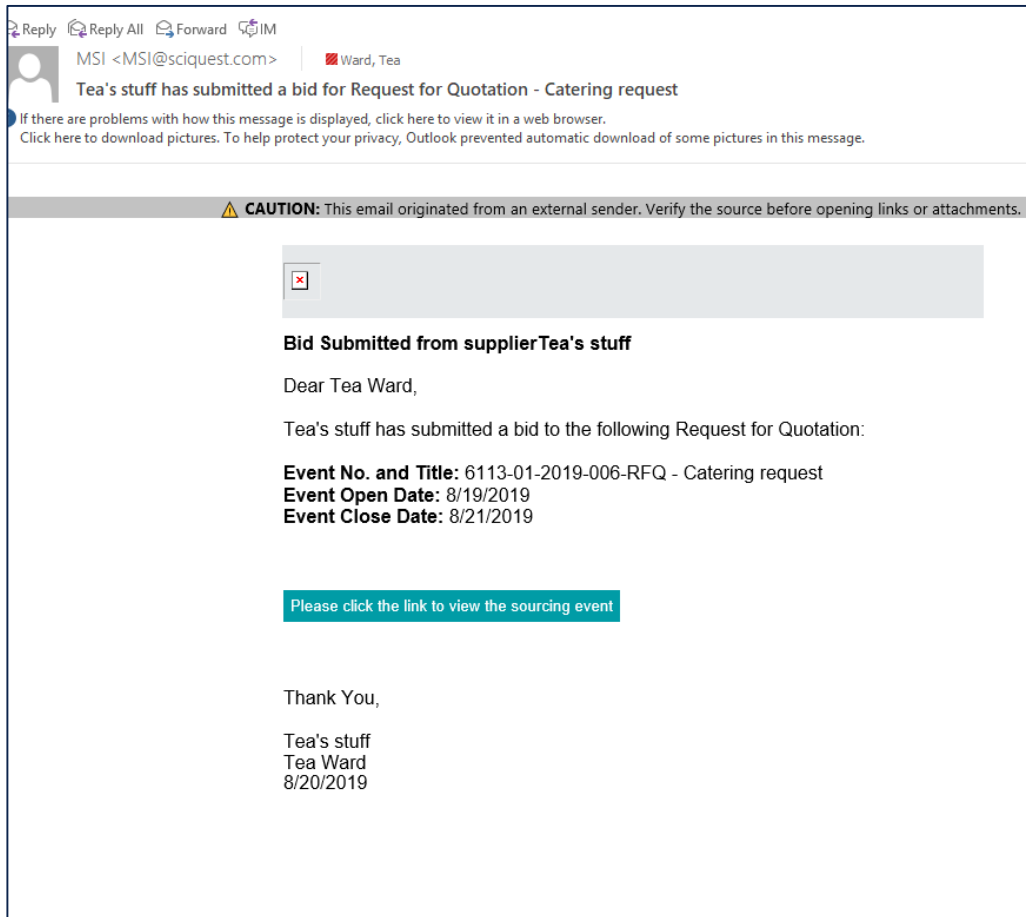 Reply Reply All Forward IM
MSI <MSI@sciquest.com> Ward, Tea
Tea's stuff has submitted a bid for Request for Quotation - Catering request
If there are problems with how this message is displayed, click here to view it in a web browser.
Click here to download pictures. To help protect your privacy, Outlook prevented automatic download of some pictures in this message.
CAUTION: This email originated from an external sender. Verify the source before opening links or attachments.
Bid Submitted from supplierTea's stuff
Dear Tea Ward,
Tea's stuff has submitted a bid to the following Request for Quotation:
Event No. and Title: 6113-01-2019-006-RFQ - Catering request
Event Open Date: 8/19/2019
Event Close Date: 8/21/2019
Please click the link to view the sourcing event
Thank You,
Tea's stuff
Tea Ward
8/20/2019